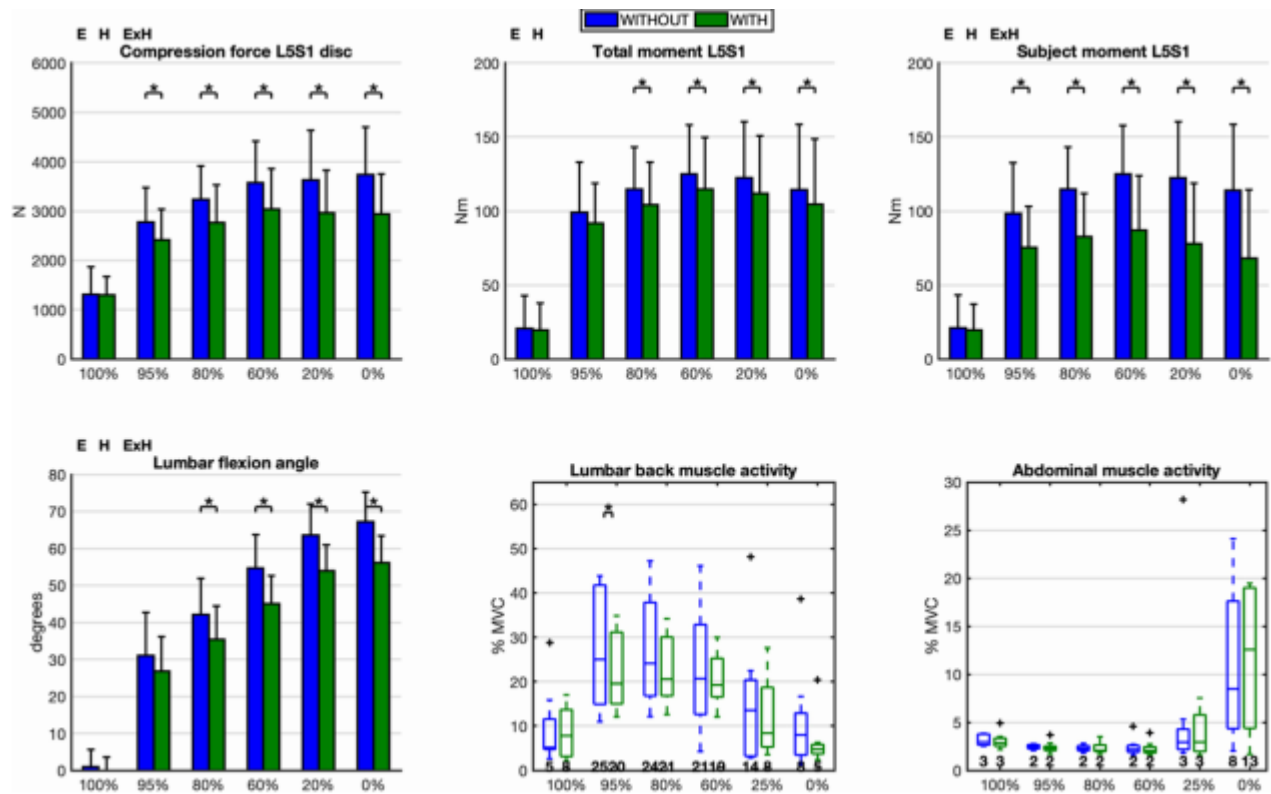 WITHOUT WITH
E H ExH
Compression force L5S1 disc
6000
5000
4000
3000
2000
1000
0
N
100% 95% 80% 60% 20% 0%
* * * * *
E H
Total moment L5S1
200
150
100
50
0
Nm
100% 95% 80% 60% 20% 0%
* * * *
E H ExH
Subject moment L5S1
200
150
100
50
0
Nm
100% 95% 80% 60% 20% 0%
* * * * *
E H ExH
Lumbar flexion angle
80
70
60
50
40
30
20
10
0
degrees
100% 95% 80% 60% 20% 0%
* * * *
Lumbar back muscle activity
60
50
40
30
20
10
0
% MVC
*
5 8 2520 2421 2119 14 8 8 5
100% 95% 80% 60% 25% 0%
Abdominal muscle activity
30
25
20
15
10
5
0
% MVC
3 3 2 2 2 2 2 2 3 3 8 13
100% 95% 80% 60% 25% 0%